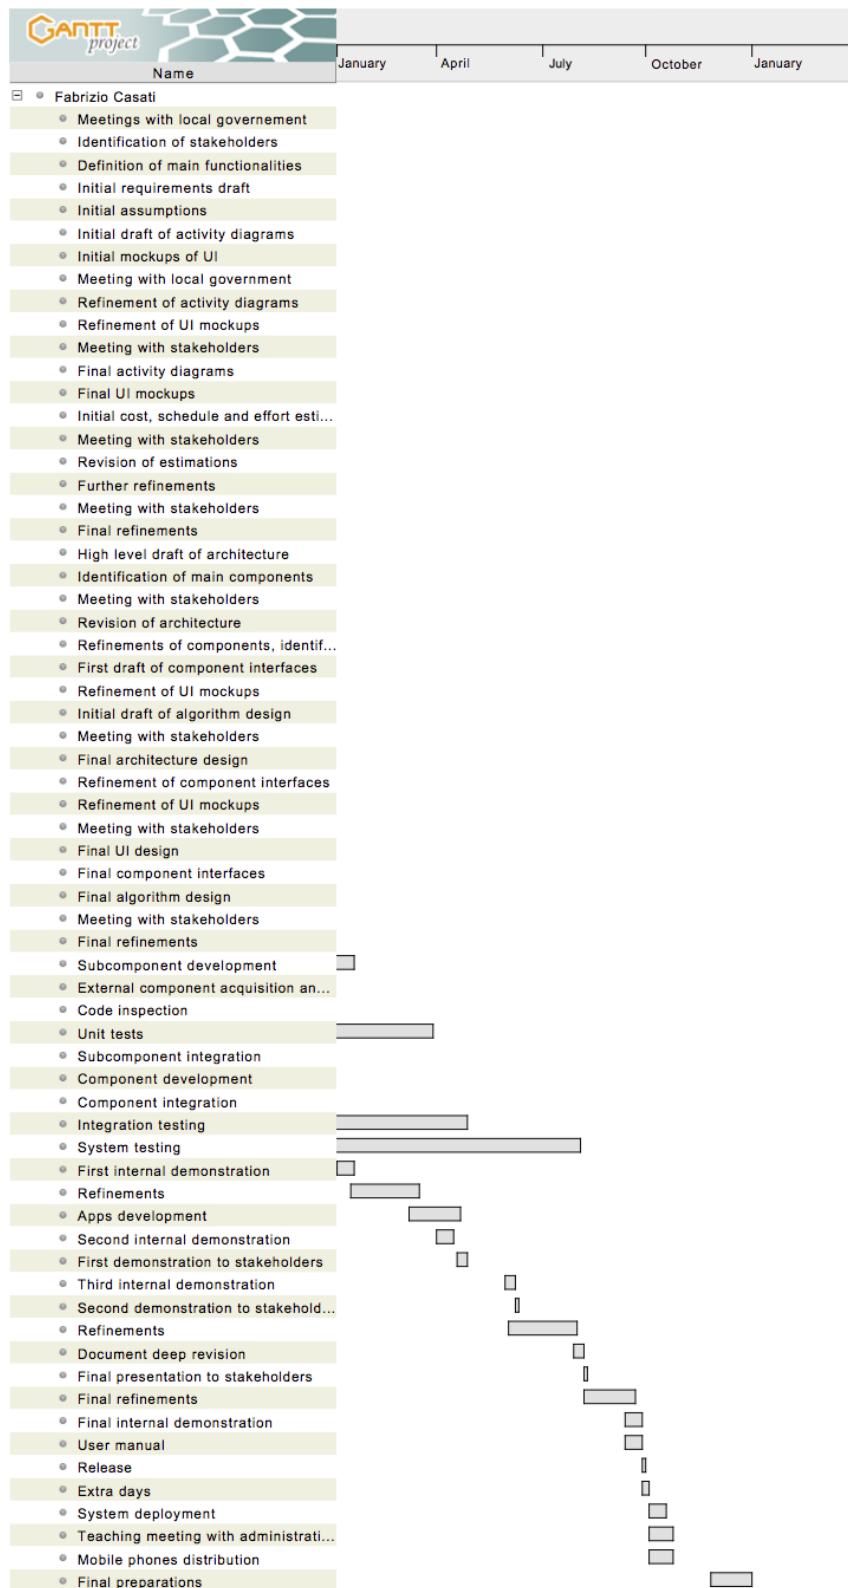 GANTT
project
Name
January
April
July
October
January
Fabrizio Casati
Meetings with local governement
Identification of stakeholders
Definition of main functionalities
Initial requirements draft
Initial assumptions
Initial draft of activity diagrams
Initial mockups of UI
Meeting with local government
Refinement of activity diagrams
Refinement of UI mockups
Meeting with stakeholders
Final activity diagrams
Final UI mockups
Initial cost, schedule and effort esti...
Meeting with stakeholders
Revision of estimations
Further refinements
Meeting with stakeholders
Final refinements
High level draft of architecture
Identification of main components
Meeting with stakeholders
Revision of architecture
Refinements of components, identif...
First draft of component interfaces
Refinement of UI mockups
Initial draft of algorithm design
Meeting with stakeholders
Final architecture design
Refinement of component interfaces
Refinement of UI mockups
Meeting with stakeholders
Final UI design
Final component interfaces
Final algorithm design
Meeting with stakeholders
Final refinements
Subcomponent development
External component acquisition an...
Code inspection
Unit tests
Subcomponent integration
Component development
Component integration
Integration testing
System testing
First internal demonstration
Refinements
Apps development
Second internal demonstration
First demonstration to stakeholders
Third internal demonstration
Second demonstration to stakehold...
Refinements
Document deep revision
Final presentation to stakeholders
Final refinements
Final internal demonstration
User manual
Release
Extra days
System deployment
Teaching meeting with administrati...
Mobile phones distribution
Final preparations